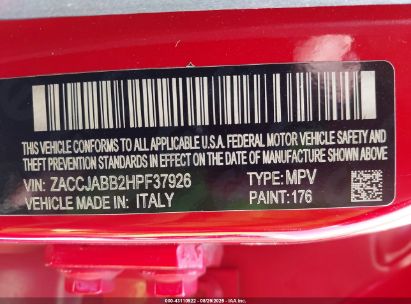 THIS VEHICLE CONFORMS TO ALL APPLICABLE U.S.A. FEDERAL MOTOR VEHICLE SAFETY AND
THEFT PREVENTION STANDARDS IN EFFECT ON THE DATE OF MANUFACTURE SHOWN ABOVE.
VIN: ZACCJABB2HPF37926 TYPE: MPV
VEHICLE MADE IN: ITALY PAINT: 176